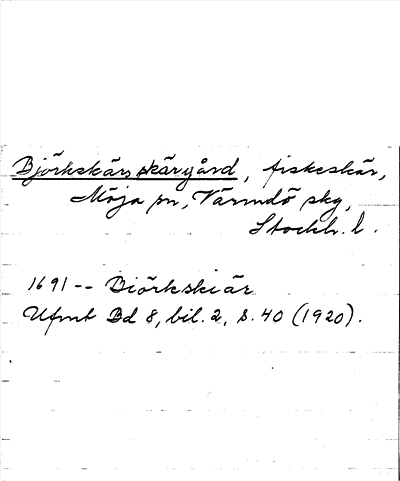 Björkskärs skärgård, fiskeskär,
Möja sn, Värmdö skg,
Stockh. l.
1691 -- Biörkskiär
Ufmt Bd 8, bil. 2, s. 40 (1920).